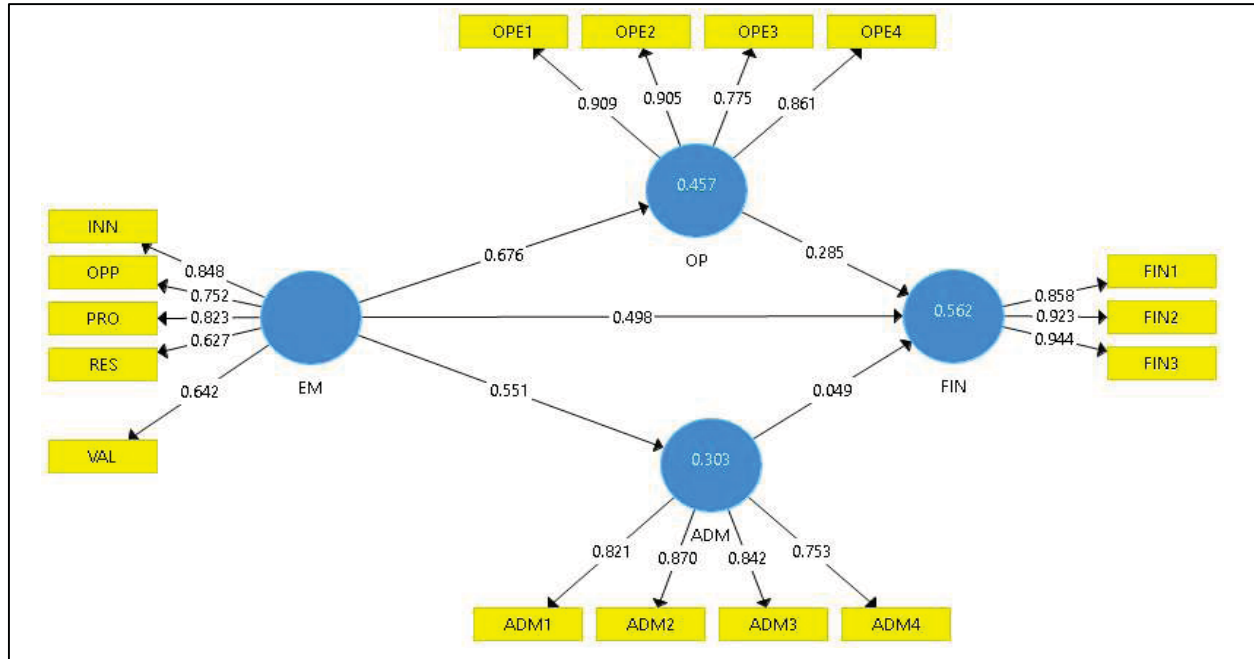 OPE1 OPE2 OPE3 OPE4
0.909 0.905 0.775 0.861
0.457
OP
INN
OPP
PRO
RES
VAL
0.848
0.752
0.823
0.627
0.642
EM
0.676
0.498
0.551
0.285
0.049
0.562
FIN
0.858
0.923
0.944
FIN1
FIN2
FIN3
0.303
ADM
0.821 0.870 0.842 0.753
ADM1 ADM2 ADM3 ADM4